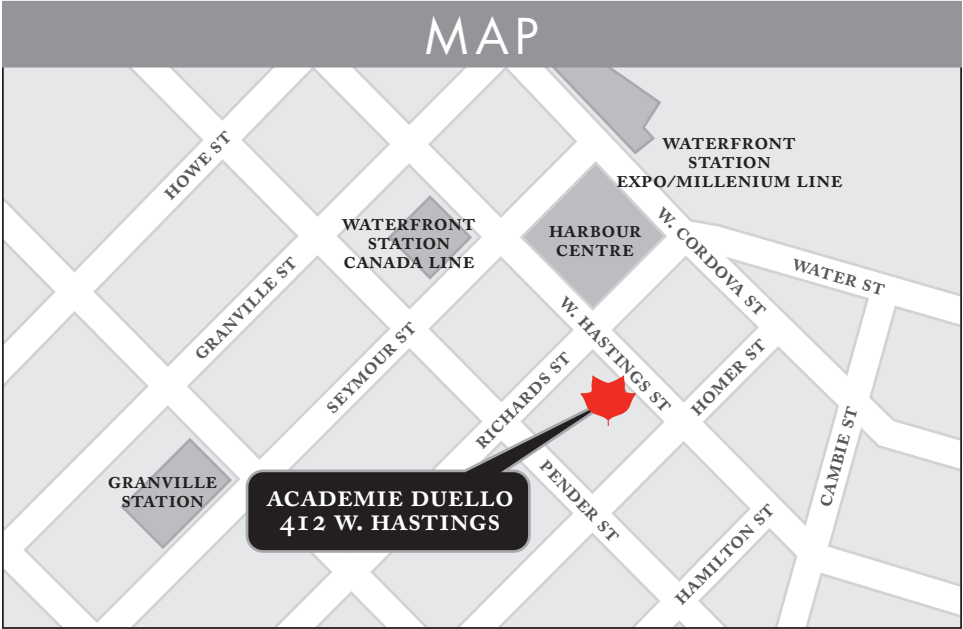 MAP
HOWE ST
WATERFRONT
STATION
EXPO/MILLENIUM LINE
WATERFRONT
STATION
CANADA LINE
HARBOUR
CENTRE
W. CORDOVA ST
WATER ST
GRANVILLE ST
SEYMOUR ST
W. HASTINGS ST
RICHARDS ST
HOMER ST
CAMBIE ST
GRANVILLE
STATION
ACADEMIE DUELLO
412 W. HASTINGS
PENDER ST
HAMILTON ST